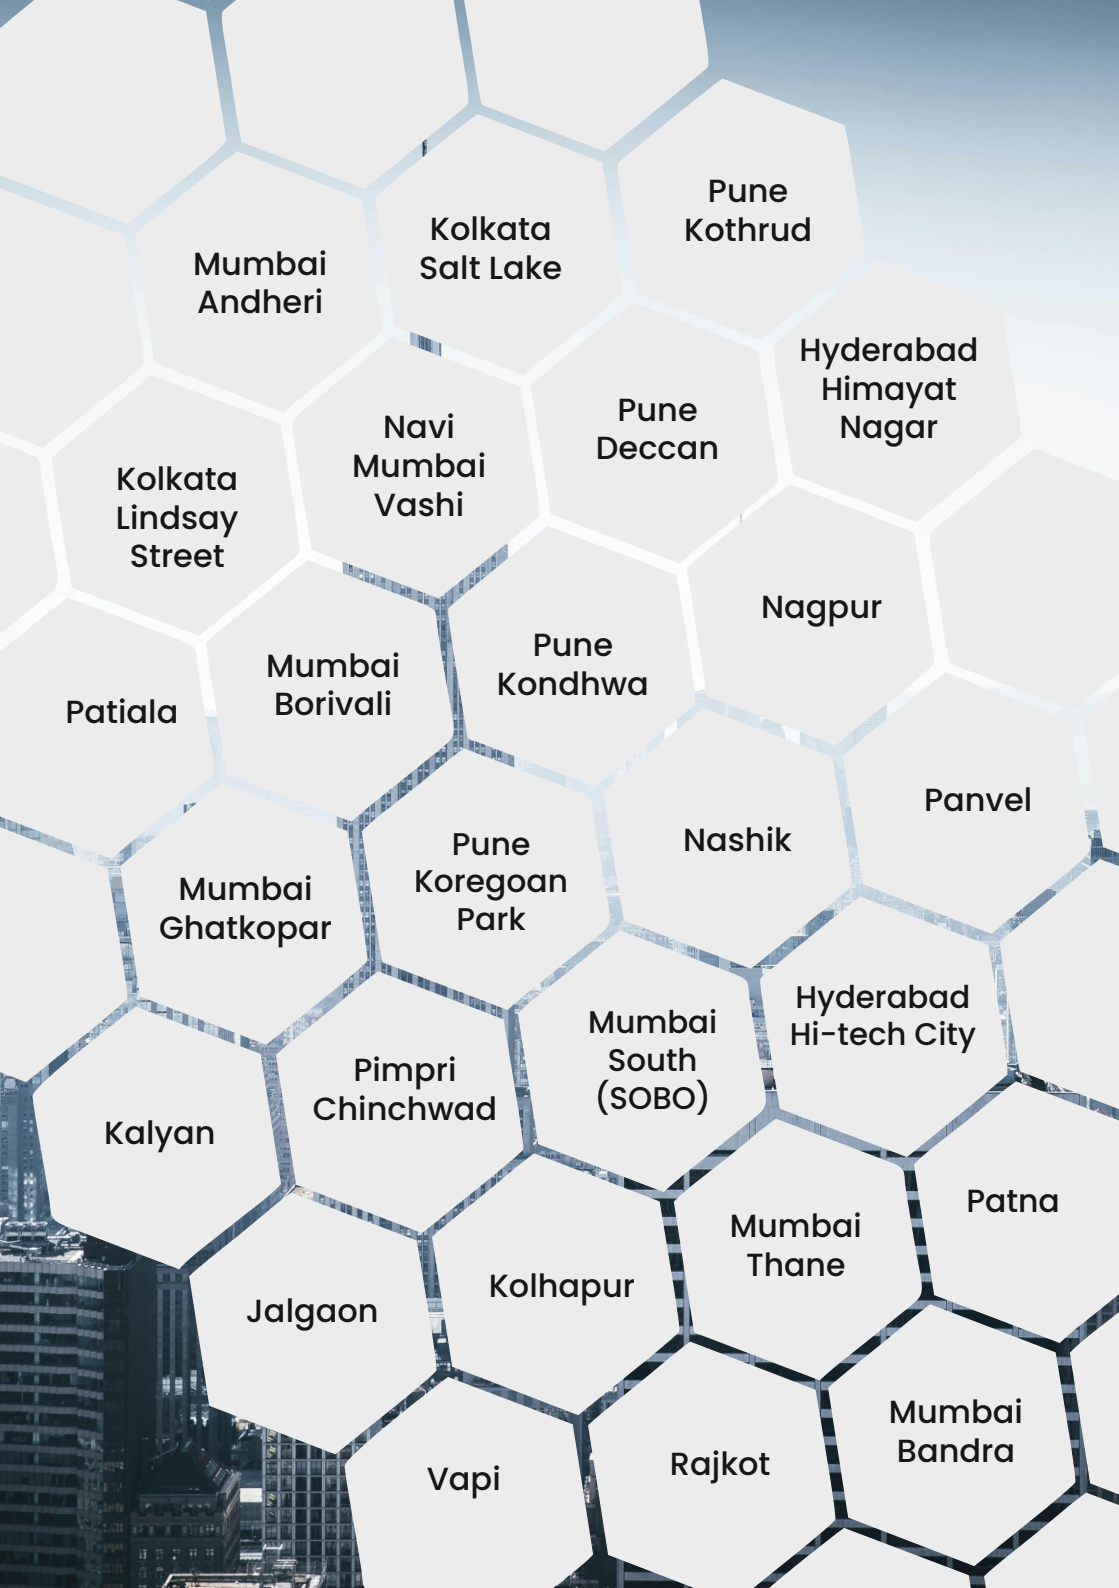 Pune
Kothrud
Kolkata
Salt Lake
Mumbai
Andheri
Hyderabad
Himayat
Nagar
Pune
Deccan
Navi
Mumbai
Vashi
Kolkata
Lindsay
Street
Nagpur
Pune
Kondhwa
Mumbai
Borivali
Patiala
Panvel
Nashik
Pune
Koregoan
Park
Mumbai
Ghatkopar
Hyderabad
Hi-tech City
Mumbai
South
(SOBO)
Pimpri
Chinchwad
Kalyan
Patna
Mumbai
Thane
Kolhapur
Jalgaon
Mumbai
Bandra
Rajkot
Vapi